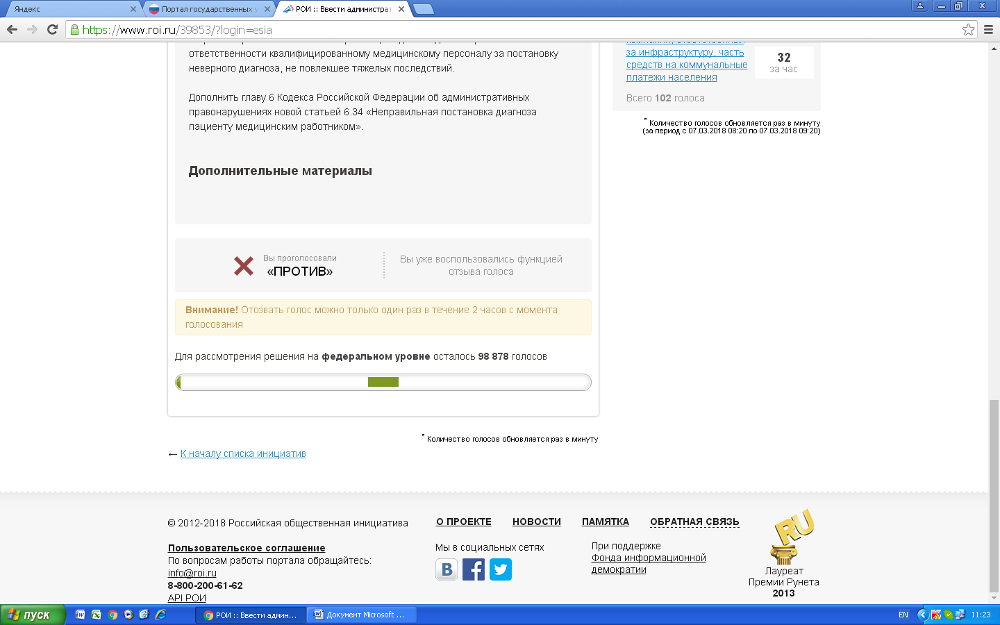 Яндекс
Портал государственных у
РОИ :: Ввести администрат
https://www.roi.ru/39853/?login=esia
ответственности квалифицированному медицинскому персоналу за постановку
неверного диагноза, не повлекшее тяжелых последствий.
Дополнить главу 6 Кодекса Российской Федерации об административных
правонарушениях новой статьей 6.34 «Неправильная постановка диагноза
пациенту медицинским работником».
Дополнительные материалы
Вы проголосовали
«ПРОТИВ»
Вы уже воспользовались функцией
отзыва голоса
Внимание! Отозвать голос можно только один раз в течение 2 часов с момента
голосования
Для рассмотрения решения на федеральном уровне осталось 98 878 голосов
* Количество голосов обновляется раз в минуту
← К началу списка инициатив
за инфраструктуру, часть
средств на коммунальные
платежи населения
32
за час
Всего 102 голоса
* Количество голосов обновляется раз в минуту
(за период с 07.03.2018 08:20 по 07.03.2018 09:20)
© 2012-2018 Российская общественная инициатива
Пользовательское соглашение
По вопросам работы портала обращайтесь:
info@roi.ru
8-800-200-61-62
API РОИ
О ПРОЕКТЕ
НОВОСТИ
ПАМЯТКА
ОБРАТНАЯ СВЯЗЬ
Мы в социальных сетях
При поддержке
Фонда информационной
демократии
RU
Лауреат
Премии Рунета
2013
пуск
РОИ :: Ввести админ...
Документ Microsoft ...
EN
11:23